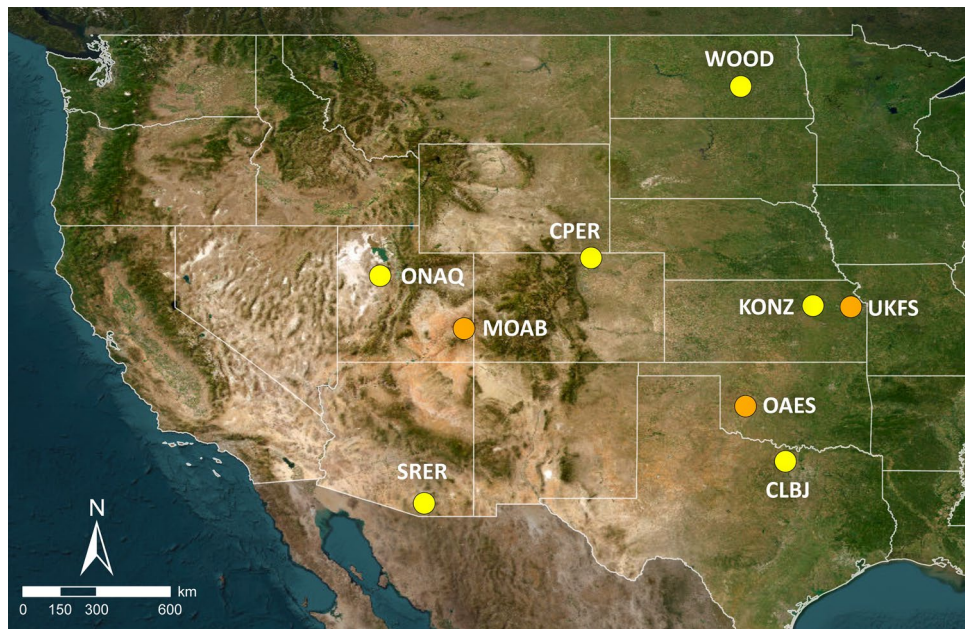 WOOD
CPER
ONAQ
MOAB
KONZ
UKFS
OAES
SRER
CLBJ
N
km
0 150 300 600